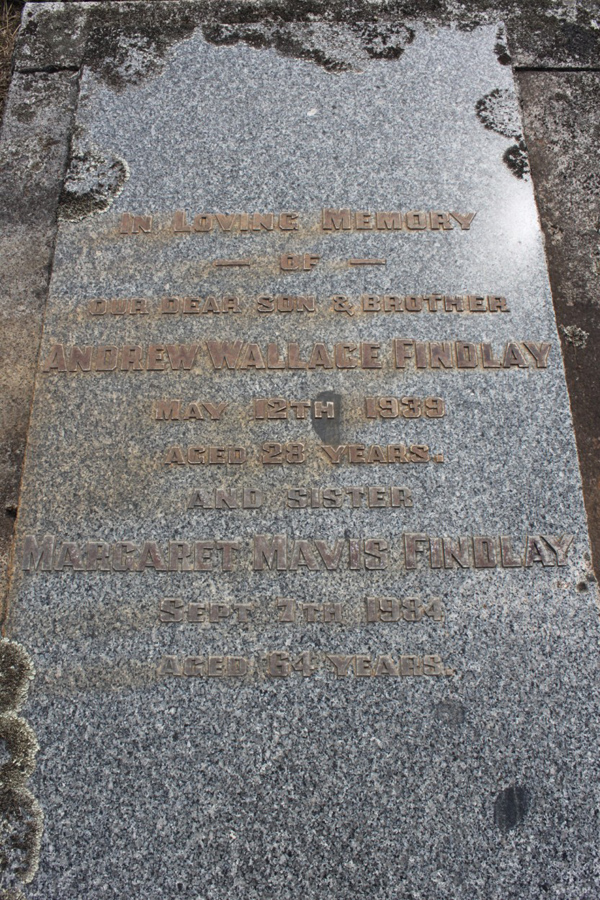 IN LOVING MEMORY
— OF —
OUR DEAR SON & BROTHER
ANDREW WALLACE FINDLAY
MAY 12TH 1939
AGED 28 YEARS.
AND SISTER
MARGARET MAVIS FINDLAY
SEPT 7TH 1984
AGED 64 YEARS.